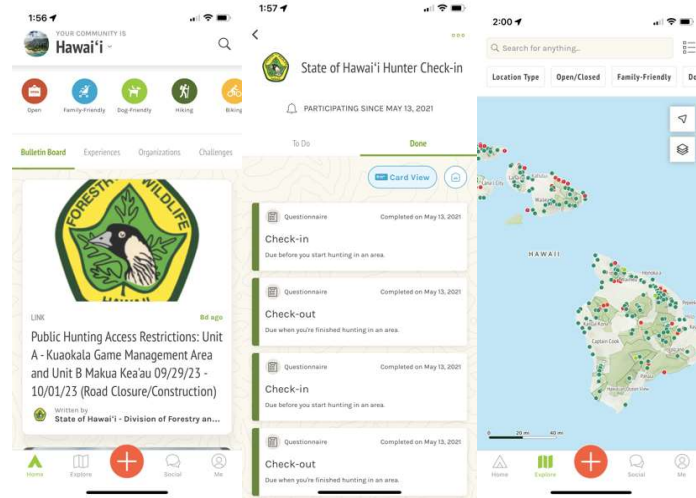 1:56
YOUR COMMUNITY IS
Hawaiʻi
Open
Family-Friendly
Dog-Friendly
Hiking
Biking
Bulletin Board
Experiences
Organizations
Challenges
FORESTRY
WILDLIFE
HAWAII
LINK
8d ago
Public Hunting Access Restrictions: Unit
A - Kuaokala Game Management Area
and Unit B Makua Kea'au 09/29/23 -
10/01/23 (Road Closure/Construction)
Written by
State of Hawaiʻi - Division of Forestry an...
Home
Explore
Social
Me
1:57
State of Hawaiʻi Hunter Check-in
PARTICIPATING SINCE MAY 13, 2021
To Do
Done
Card View
Questionnaire
Completed on May 13, 2021
Check-in
Due before you start hunting in an area.
Questionnaire
Completed on May 13, 2021
Check-out
Due when you're finished hunting in an area.
Questionnaire
Completed on May 13, 2021
Check-in
Due before you start hunting in an area.
Questionnaire
Completed on May 13, 2021
Check-out
Due when you're finished hunting in an area.
2:00
Search for anything...
Location Type
Open/Closed
Family-Friendly
Do
HAWAII
Captain Cook
Pahala
0
20 mi
40 mi
Home
Explore
Social
Me